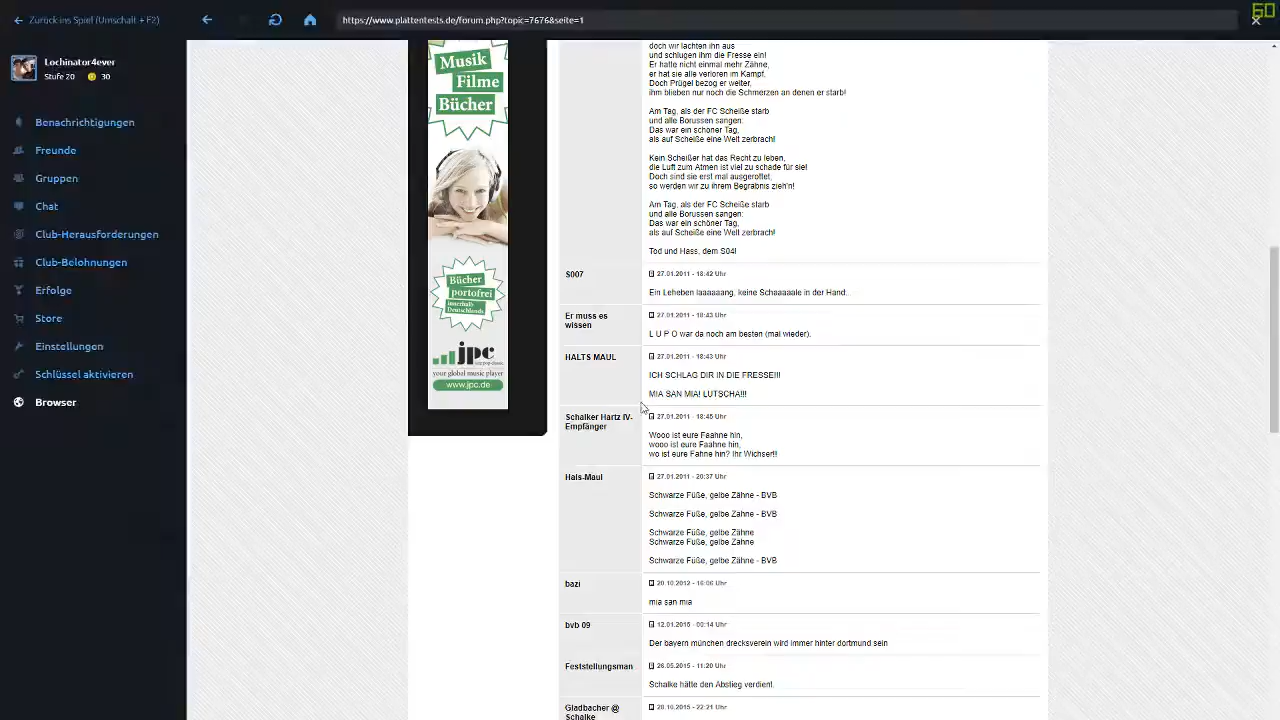 Zurück ins Spiel (Umschalt + F2)
https://www.plattentests.de/forum.php?topic=7676&seite=1
60
Lochinator4ever
Stufe 20
30
Benachrichtigungen
Freunde
Gruppen
Chat
Club-Herausforderungen
Club-Belohnungen
Erfolge
Store
Einstellungen
Schlüssel aktivieren
Browser
Musik
Filme
Bücher
Bücher
portofrei
innerhalb
Deutschlands
jpc
your global music player
www.jpc.de
doch wir lachten ihn aus
und schlugen ihm die Fresse ein!
Er hatte nicht einmal mehr Zähne,
er hat sie alle verloren im Kampf.
Doch Prügel bezog er weiter,
ihm blieben nur noch die Schmerzen an denen er starb!
Am Tag, als der FC Scheiße starb
und alle Borussen sangen:
Das war ein schöner Tag,
als auf Scheiße eine Welt zerbrach!
Kein Scheißer hat das Recht zu leben,
die Luft zum Atmen ist viel zu schade für sie!
Doch sind sie erst mal ausgerottet,
so werden wir zu ihrem Begräbnis zieh'n!
Am Tag, als der FC Scheiße starb
und alle Borussen sangen:
Das war ein schöner Tag,
als auf Scheiße eine Welt zerbrach!
Tod und Hass, dem S04!
S007
27.01.2011 - 18:42 Uhr
Ein Leheben laaaaaang, keine Schaaaaale in der Hand..
Er muss es
wissen
27.01.2011 - 18:43 Uhr
L U P O war da noch am besten (mal wieder).
HALTS MAUL
27.01.2011 - 18:43 Uhr
ICH SCHLAG DIR IN DIE FRESSE!!!
MIA SAN MIA! LUTSCHA!!!
Schalker Hartz IV-
Empfänger
27.01.2011 - 18:45 Uhr
Wooo ist eure Faahne hin,
wooo ist eure Faahne hin,
wo ist eure Fahne hin? Ihr Wichser!!!
Hals-Maul
27.01.2011 - 20:37 Uhr
Schwarze Füße, gelbe Zähne - BVB
Schwarze Füße, gelbe Zähne - BVB
Schwarze Füße, gelbe Zähne
Schwarze Füße, gelbe Zähne
Schwarze Füße, gelbe Zähne - BVB
bazi
20.10.2012 - 16:06 Uhr
mia san mia
bvb 09
12.01.2015 - 00:14 Uhr
Der bayern münchen drecksverein wird immer hinter dortmund sein
Feststellungsman
26.05.2015 - 11:20 Uhr
Schalke hätte den Abstieg verdient.
Gladbacher @
Schalke
28.10.2015 - 22:21 Uhr